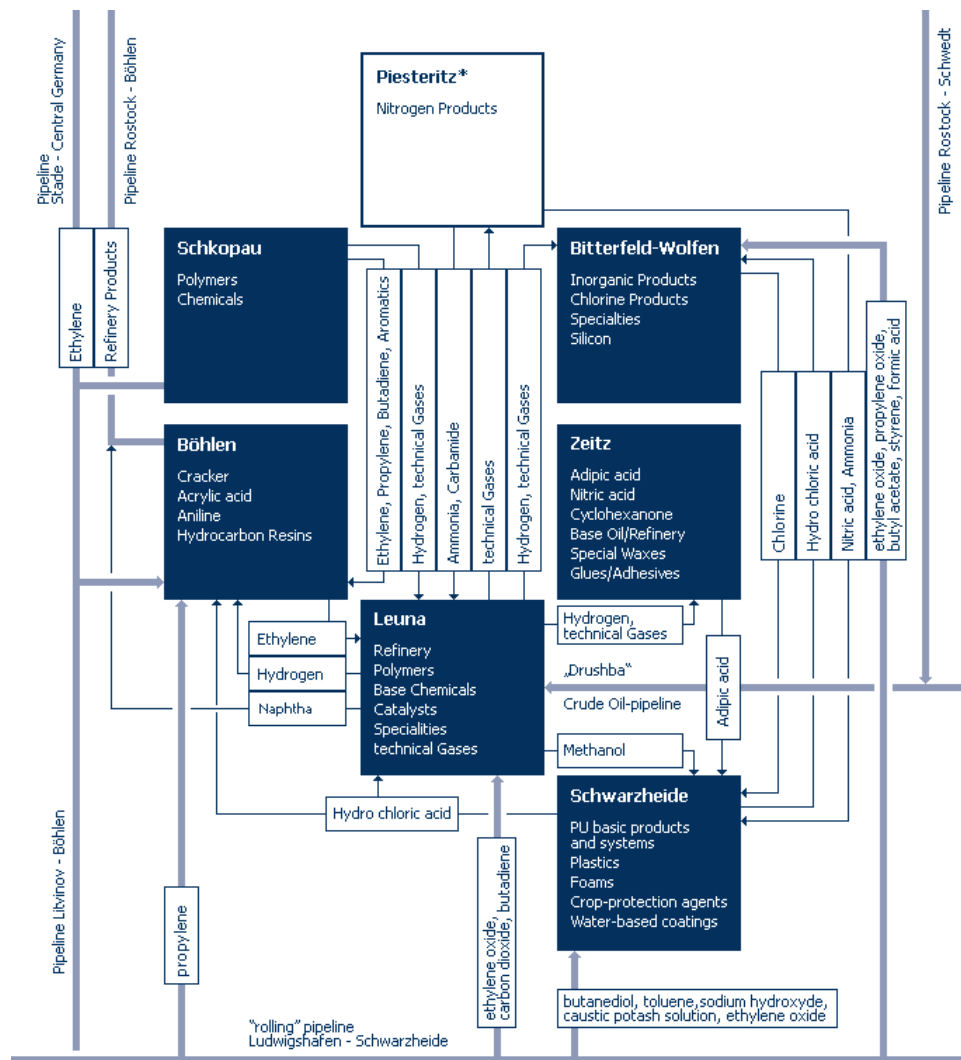 Pipeline
Stade - Central Germany
Pipeline Rostock - Böhlen
Piesteritz*
Nitrogen Products
Pipeline Rostock - Schwedt
Ethylene
Refinery Products
Schkopau
Polymers
Chemicals
Ethylene, Propylene, Butadiene, Aromatics
Hydrogen, technical Gases
Ammonia, Carbamide
technical Gases
Hydrogen, technical Gases
Bitterfeld-Wolfen
Inorganic Products
Chlorine Products
Specialties
Silicon
Chlorine
Hydro chloric acid
Nitric acid, Ammonia
ethylene oxide, propylene oxide,
butyl acetate, styrene, formic acid
Böhlen
Cracker
Acrylic acid
Aniline
Hydrocarbon Resins
Zeitz
Adipic acid
Nitric acid
Cyclohexanone
Base Oil/Refinery
Special Waxes
Glues/Adhesives
Ethylene
Hydrogen
Naphtha
Leuna
Refinery
Polymers
Base Chemicals
Catalysts
Specialities
technical Gases
Hydrogen,
technical Gases
„Drushba“
Crude Oil-pipeline
Adipic acid
Methanol
Hydro chloric acid
Schwarzheide
PU basic products
and systems
Plastics
Foams
Crop-protection agents
Water-based coatings
Pipeline Litvinov - Böhlen
propylene
ethylene oxide,
carbon dioxide, butadiene
butanediol, toluene,sodium hydroxyde,
caustic potash solution, ethylene oxide
"rolling" pipeline
Ludwigshafen - Schwarzheide